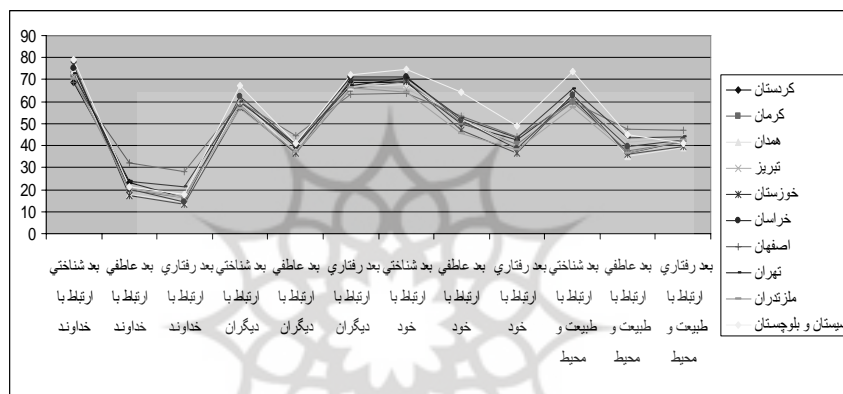 90
80
70
60
50
40
30
20
10
0
بعد شناختي ارتباط با خداوند
بعد عاطفي ارتباط با خداوند
بعد رفتاري ارتباط با خداوند
بعد شناختي ارتباط با ديگران
بعد عاطفي ارتباط با ديگران
بعد رفتاري ارتباط با ديگران
بعد شناختي ارتباط با خود
بعد عاطفي ارتباط با خود
بعد رفتاري ارتباط با خود
بعد شناختي ارتباط با طبيعت و محيط
بعد عاطفي ارتباط با طبيعت و محيط
بعد رفتاري ارتباط با طبيعت و محيط
کردستان
کرمان
همدان
تبريز
خوزستان
خراسان
اصفهان
تهران
مازندران
سيستان و بلوچستان